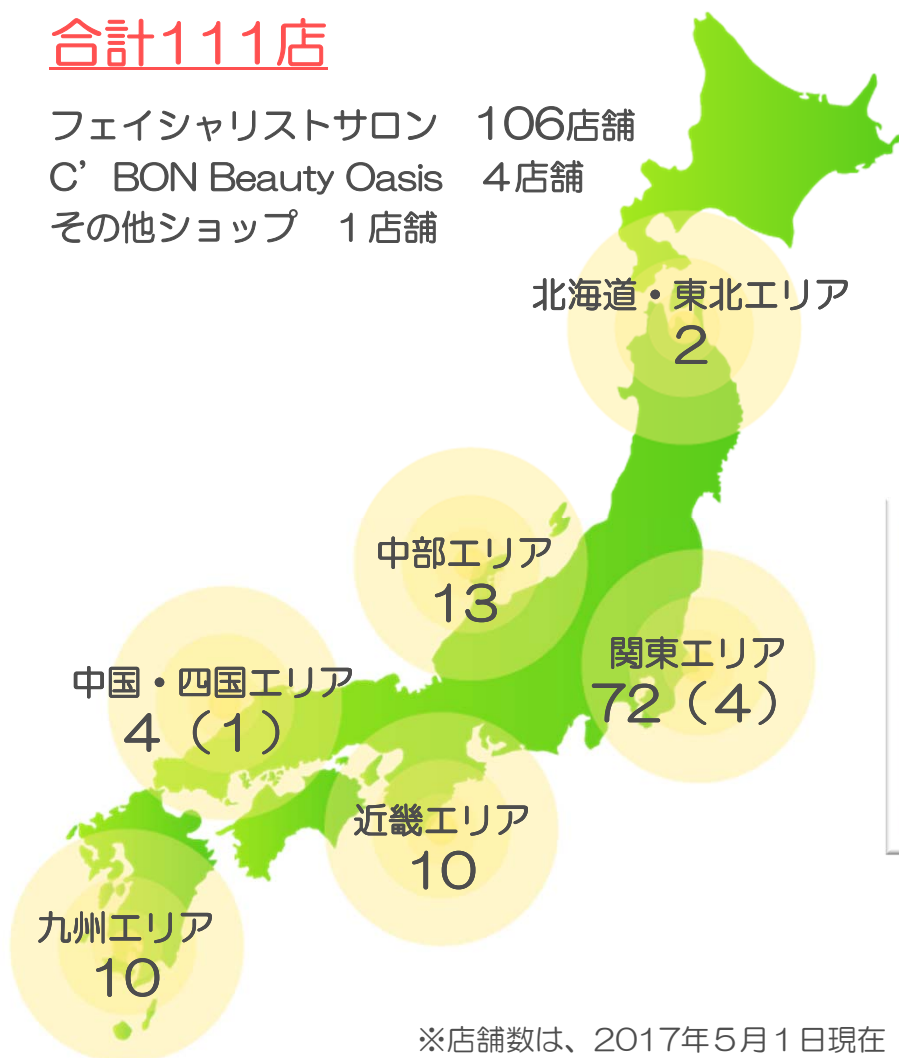 合計111店
フェイシャリストサロン　106店舗
C’BON Beauty Oasis　4店舗
その他ショップ　1店舗
北海道・東北エリア
2
中部エリア
13
関東エリア
72（4）
中国・四国エリア
4（1）
近畿エリア
10
九州エリア
10
※店舗数は、2017年5月1日現在